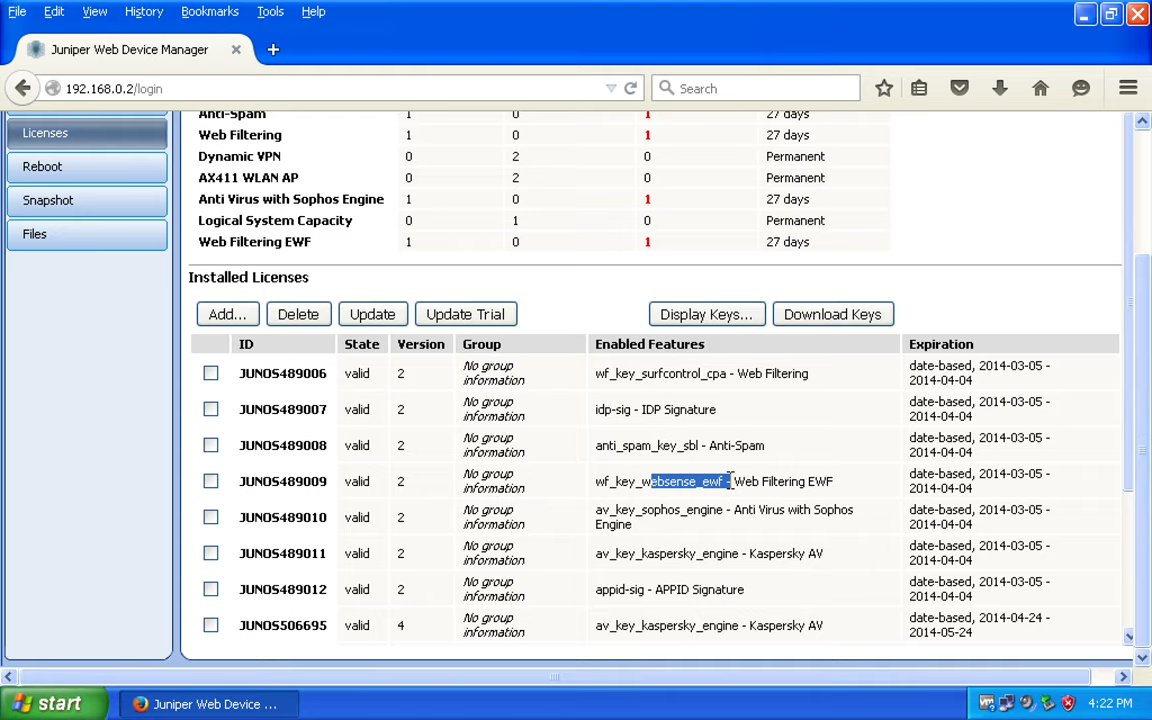 File Edit View History Bookmarks Tools Help
Juniper Web Device Manager
192.168.0.2/login
Search
Licenses
Reboot
Snapshot
Files
Anti-Spam 1 0 1 27 days
Web Filtering 1 0 1 27 days
Dynamic VPN 0 2 0 Permanent
AX411 WLAN AP 0 2 0 Permanent
Anti Virus with Sophos Engine 1 0 1 27 days
Logical System Capacity 0 1 0 Permanent
Web Filtering EWF 1 0 1 27 days
Installed Licenses
Add... Delete Update Update Trial Display Keys... Download Keys
ID State Version Group Enabled Features Expiration
JUNOS489006 valid 2 No group information wf_key_surfcontrol_cpa - Web Filtering date-based, 2014-03-05 - 2014-04-04
JUNOS489007 valid 2 No group information idp-sig - IDP Signature date-based, 2014-03-05 - 2014-04-04
JUNOS489008 valid 2 No group information anti_spam_key_sbl - Anti-Spam date-based, 2014-03-05 - 2014-04-04
JUNOS489009 valid 2 No group information wf_key_websense_ewf - Web Filtering EWF date-based, 2014-03-05 - 2014-04-04
JUNOS489010 valid 2 No group information av_key_sophos_engine - Anti Virus with Sophos Engine date-based, 2014-03-05 - 2014-04-04
JUNOS489011 valid 2 No group information av_key_kaspersky_engine - Kaspersky AV date-based, 2014-03-05 - 2014-04-04
JUNOS489012 valid 2 No group information appid-sig - APPID Signature date-based, 2014-03-05 - 2014-04-04
JUNOS506695 valid 4 No group information av_key_kaspersky_engine - Kaspersky AV date-based, 2014-04-24 - 2014-05-24
start
Juniper Web Device ...
4:22 PM